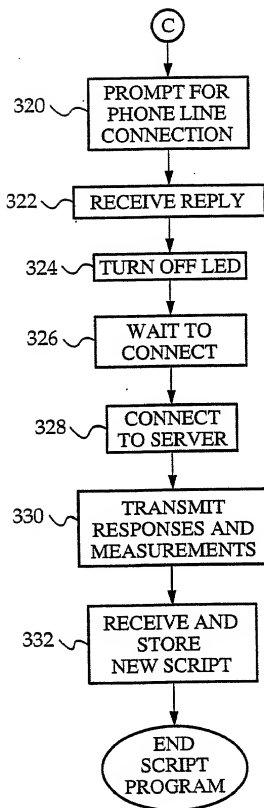 C
320
PROMPT FOR
PHONE LINE
CONNECTION
322
RECEIVE REPLY
324
TURN OFF LED
326
WAIT TO
CONNECT
328
CONNECT
TO SERVER
330
TRANSMIT
RESPONSES AND
MEASUREMENTS
332
RECEIVE AND
STORE
NEW SCRIPT
END
SCRIPT
PROGRAM